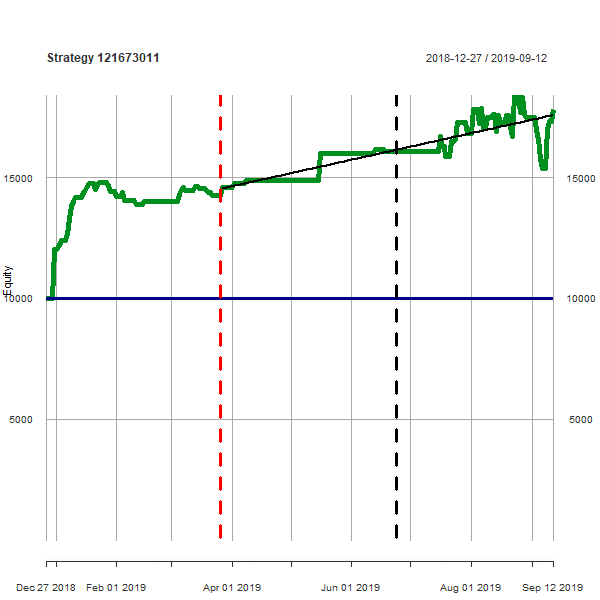 Strategy 121673011
2018-12-27 / 2019-09-12
15000
15000
Equity
10000
10000
5000
5000
Dec 27 2018
Feb 01 2019
Apr 01 2019
Jun 01 2019
Aug 01 2019
Sep 12 2019